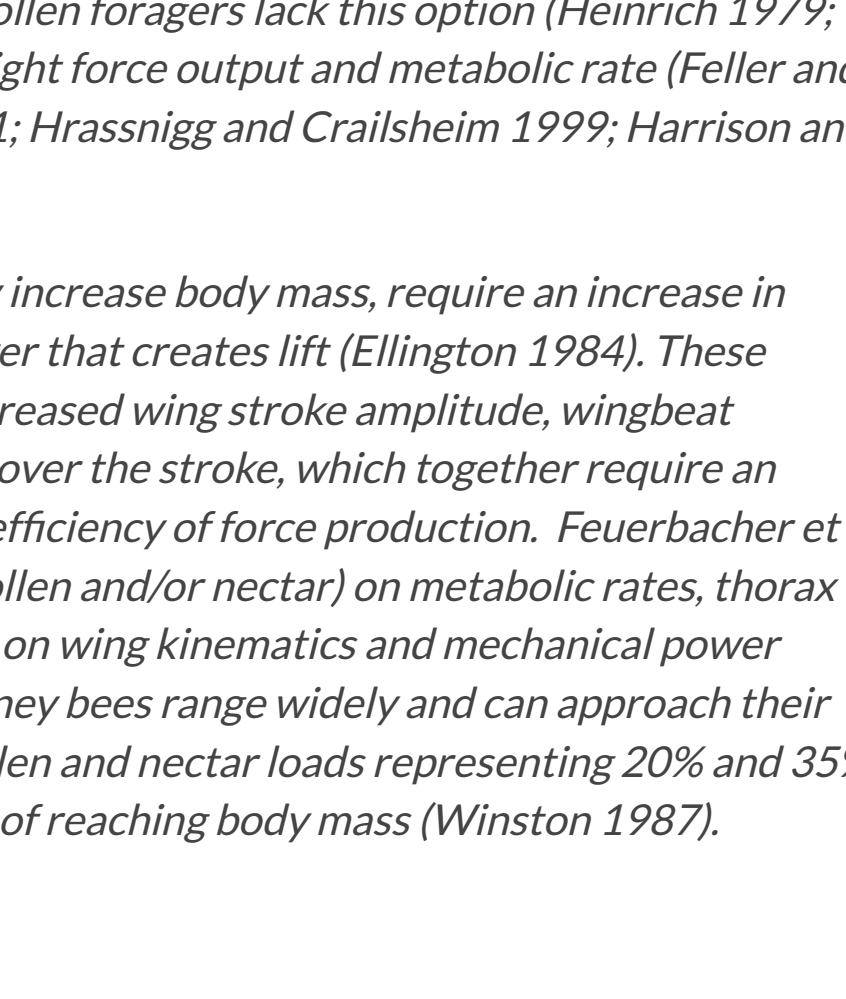 pollen foragers lack this option (Heinrich 1979;
ight force output and metabolic rate (Feller and
1; Hrassnigg and Crailsheim 1999; Harrison an
y increase body mass, require an increase in
er that creates lift (Ellington 1984). These
reased wing stroke amplitude, wingbeat
over the stroke, which together require an
efficiency of force production.  Feuerbacher et
ollen and/or nectar) on metabolic rates, thorax
on wing kinematics and mechanical power
ney bees range widely and can approach their
len and nectar loads representing 20% and 35%
of reaching body mass (Winston 1987).